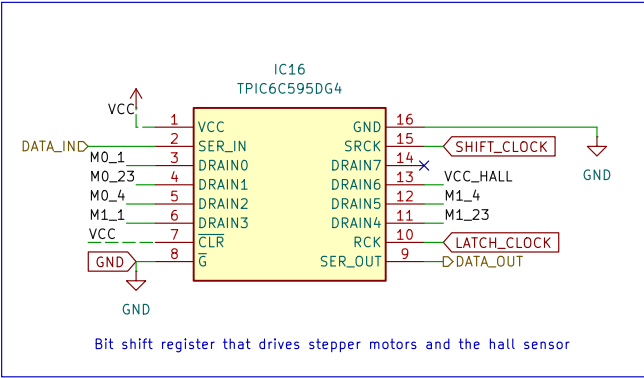 IC16
TPIC6C595DG4
VCC
1 VCC GND 16
DATA_IN 2 SER_IN SRCK 15 SHIFT_CLOCK
M0_1 3 DRAIN0 DRAIN7 14
M0_23 4 DRAIN1 DRAIN6 13 VCC_HALL
M0_4 5 DRAIN2 DRAIN5 12 M1_4
M1_1 6 DRAIN3 DRAIN4 11 M1_23
VCC 7 CLR RCK 10 LATCH_CLOCK
GND 8 G SER_OUT 9 DATA_OUT
GND
GND
Bit shift register that drives stepper motors and the hall sensor